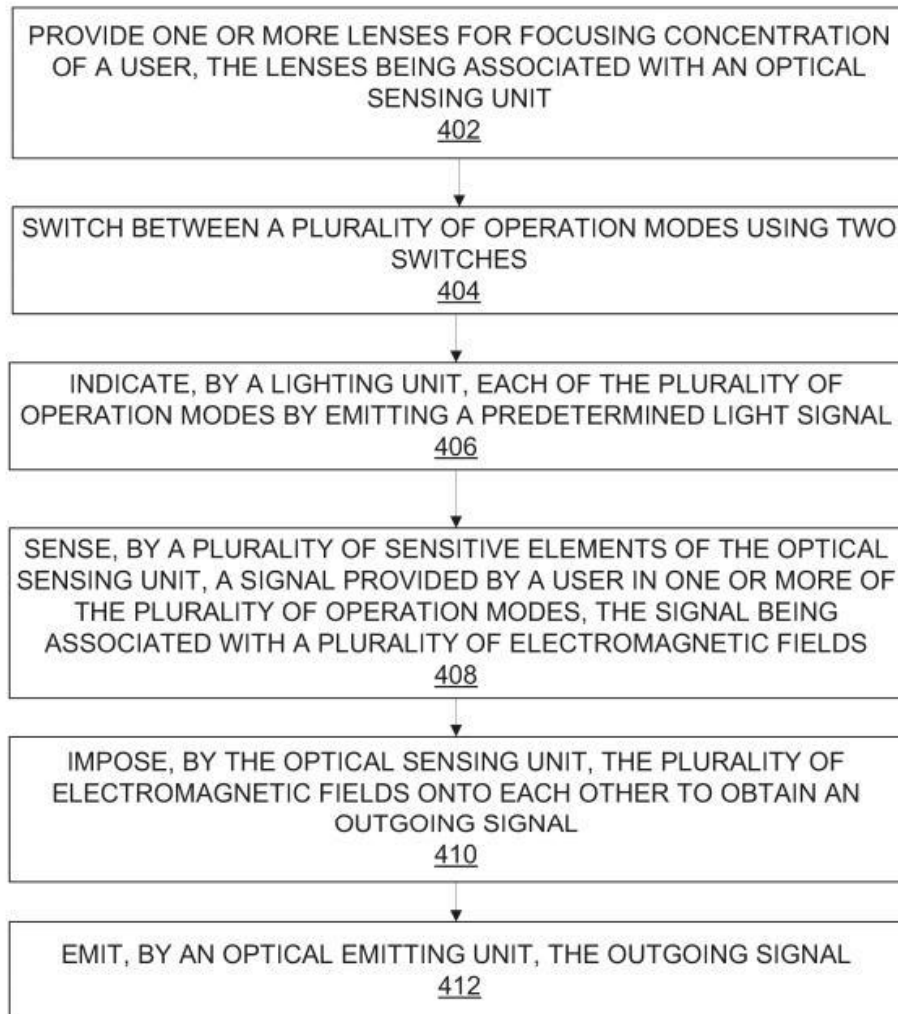 PROVIDE ONE OR MORE LENSES FOR FOCUSING CONCENTRATION
OF A USER, THE LENSES BEING ASSOCIATED WITH AN OPTICAL
SENSING UNIT
402
SWITCH BETWEEN A PLURALITY OF OPERATION MODES USING TWO
SWITCHES
404
INDICATE, BY A LIGHTING UNIT, EACH OF THE PLURALITY OF
OPERATION MODES BY EMITTING A PREDETERMINED LIGHT SIGNAL
406
SENSE, BY A PLURALITY OF SENSITIVE ELEMENTS OF THE OPTICAL
SENSING UNIT, A SIGNAL PROVIDED BY A USER IN ONE OR MORE OF
THE PLURALITY OF OPERATION MODES, THE SIGNAL BEING
ASSOCIATED WITH A PLURALITY OF ELECTROMAGNETIC FIELDS
408
IMPOSE, BY THE OPTICAL SENSING UNIT, THE PLURALITY OF
ELECTROMAGNETIC FIELDS ONTO EACH OTHER TO OBTAIN AN
OUTGOING SIGNAL
410
EMIT, BY AN OPTICAL EMITTING UNIT, THE OUTGOING SIGNAL
412